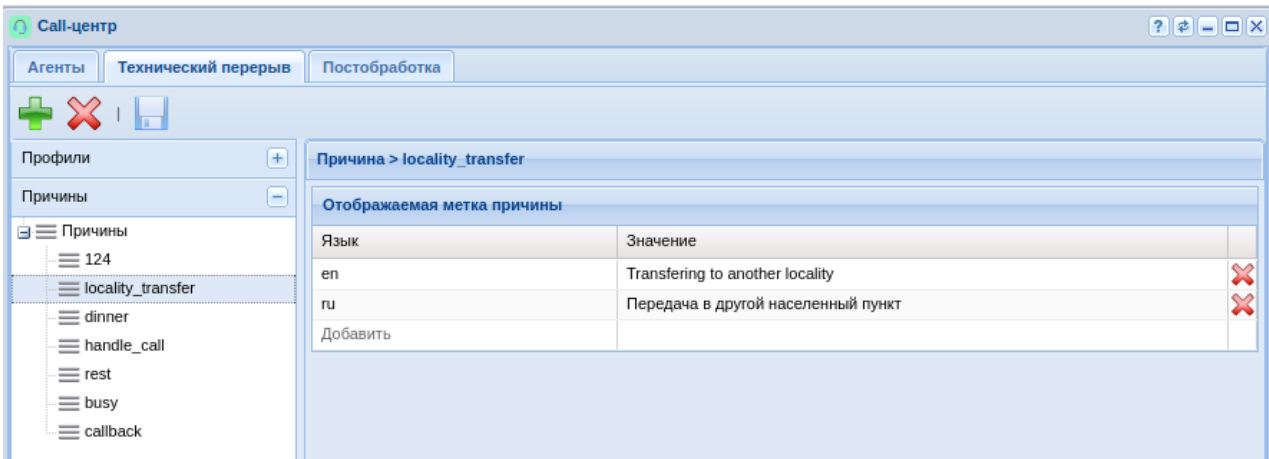 Call-центр
Агенты
Технический перерыв
Постобработка
Профили
Причины
Причины
124
locality_transfer
dinner
handle_call
rest
busy
callback
Причина > locality_transfer
Отображаемая метка причины
Язык Значение
en Transfering to another locality
ru Передача в другой населенный пункт
Добавить